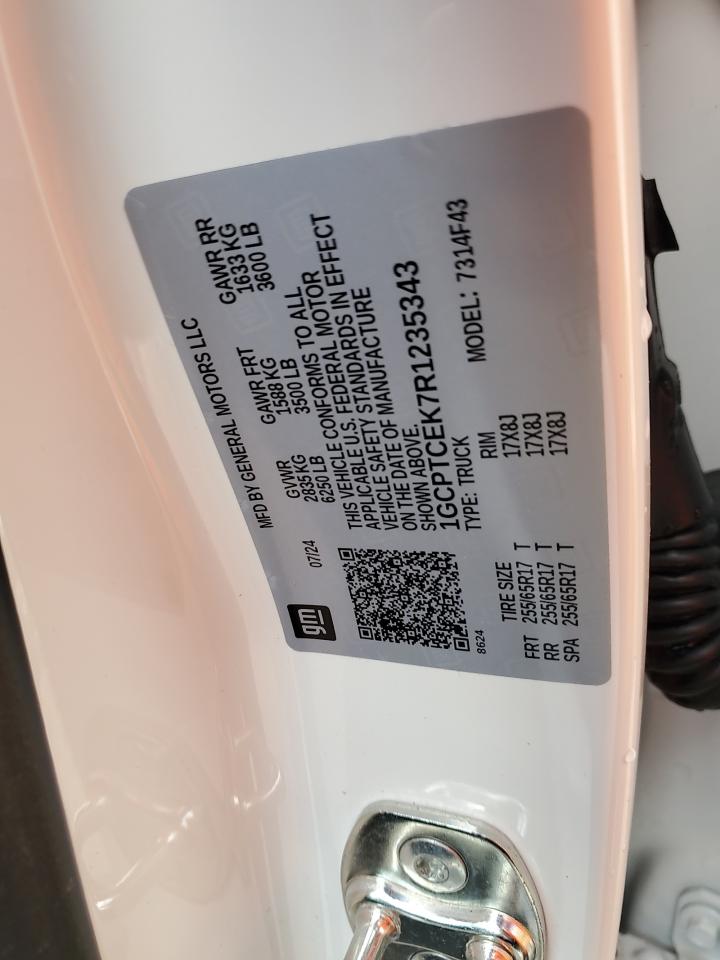 MFD BY GENERAL MOTORS LLC
gm
07/24
GVWR GAWR FRT GAWR RR
2835 KG 1588 KG 1633 KG
6250 LB 3500 LB 3600 LB
THIS VEHICLE CONFORMS TO ALL
APPLICABLE U.S. FEDERAL MOTOR
VEHICLE SAFETY STANDARDS IN EFFECT
ON THE DATE OF MANUFACTURE
SHOWN ABOVE.
1GCPTCEK7R1235343
TYPE: TRUCK MODEL: 7314F43
8624
TIRE SIZE RIM
FRT 255/65R17 T 17X8J
RR 255/65R17 T 17X8J
SPA 255/65R17 T 17X8J